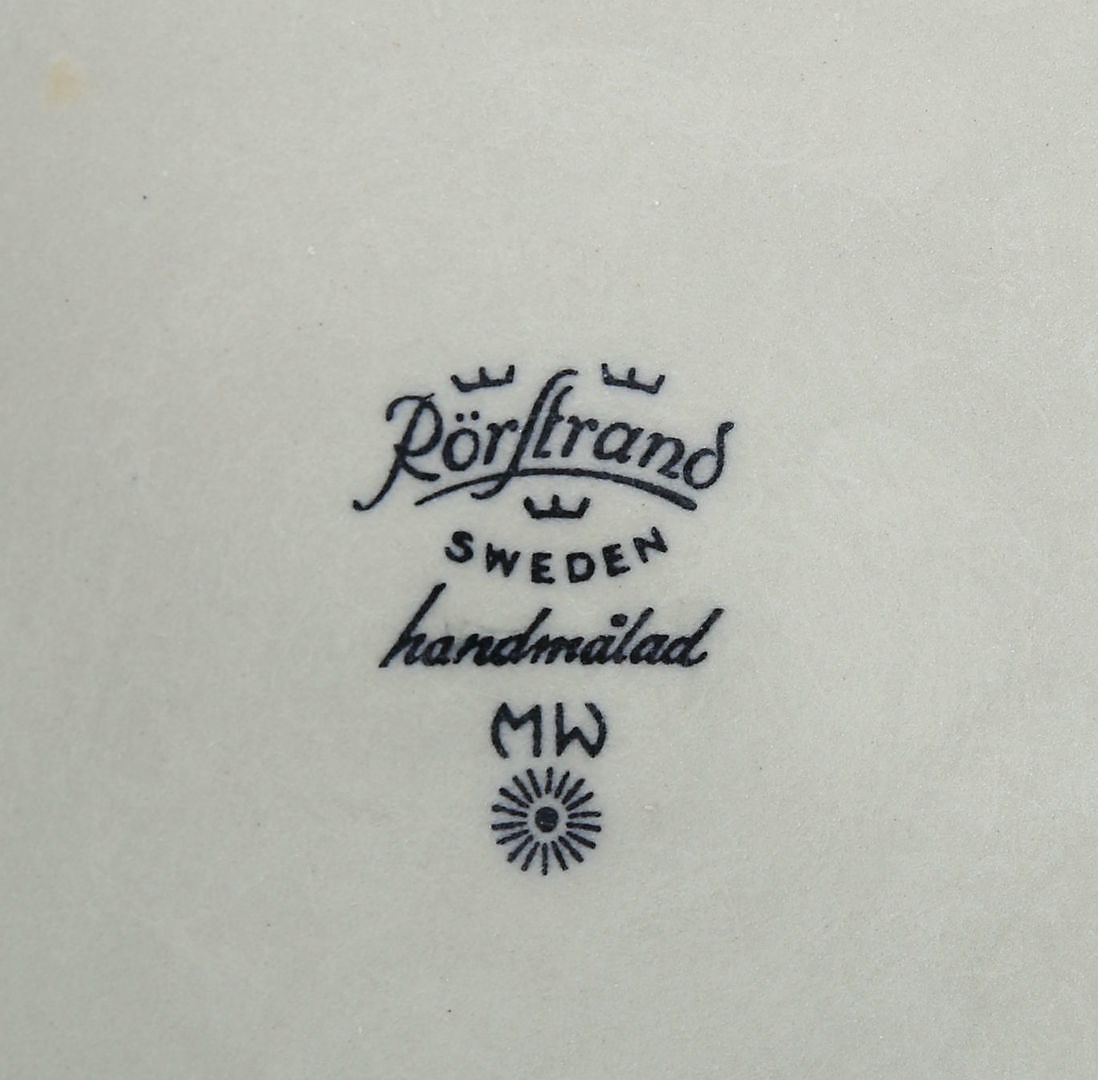 Rörstrand
SWEDEN
handmålad
MW